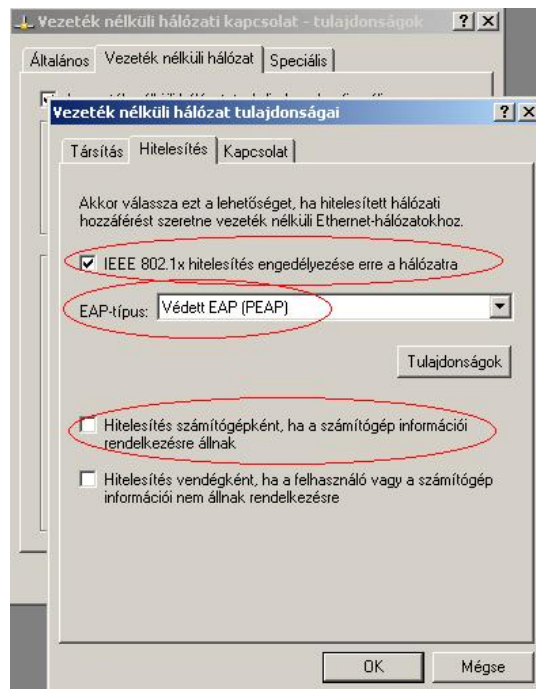 Vezeték nélküli hálózati kapcsolat - tulajdonságok
Általános Vezeték nélküli hálózat Speciális
Vezeték nélküli hálózat tulajdonságai
Társítás Hitelesítés Kapcsolat
Akkor válassza ezt a lehetőséget, ha hitelesített hálózati
hozzáférést szeretne vezeték nélküli Ethernet-hálózatokhoz.
IEEE 802.1x hitelesítés engedélyezése erre a hálózatra
EAP-típus: Védett EAP (PEAP)
Tulajdonságok
Hitelesítés számítógépként, ha a számítógép információi
rendelkezésre állnak
Hitelesítés vendégként, ha a felhasználó vagy a számítógép
információi nem állnak rendelkezésre
OK Mégse